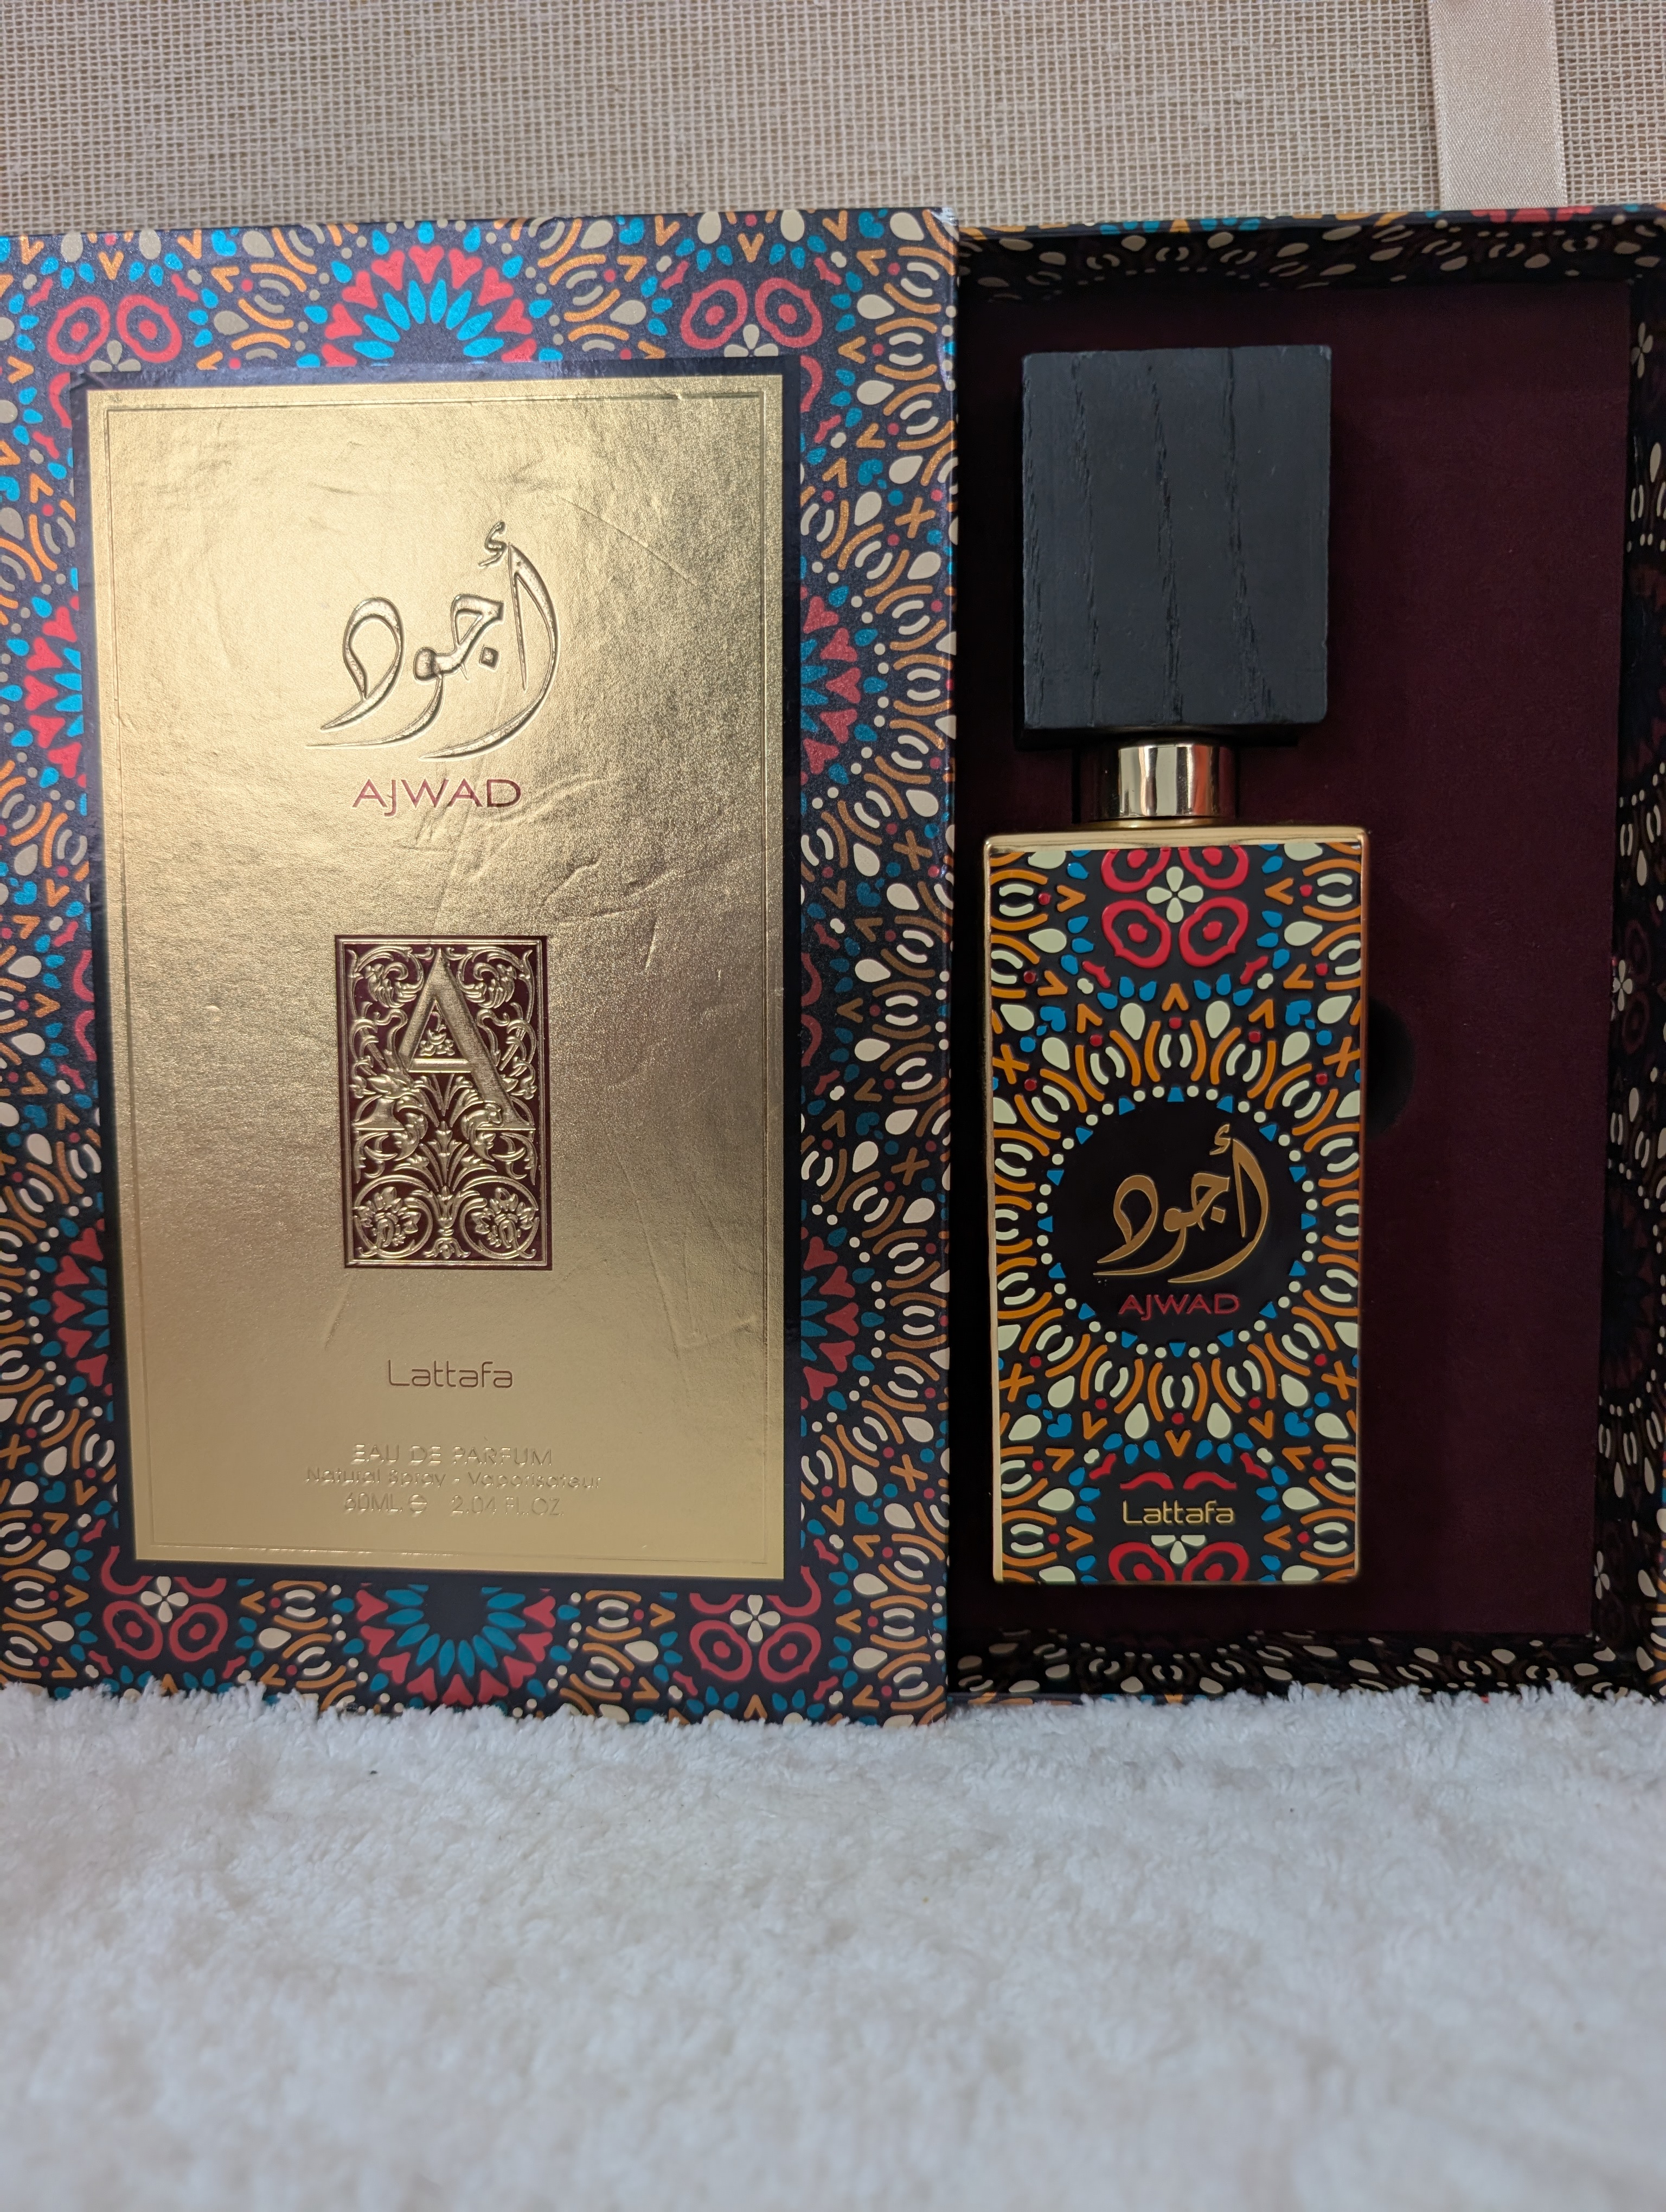 أجود
AJWAD
A
Lattafa
EAU DE PARFUM
Natural Spray - Vaporisateur
60ML ℮ 2.04 FL.OZ.
أجود
AJWAD
Lattafa